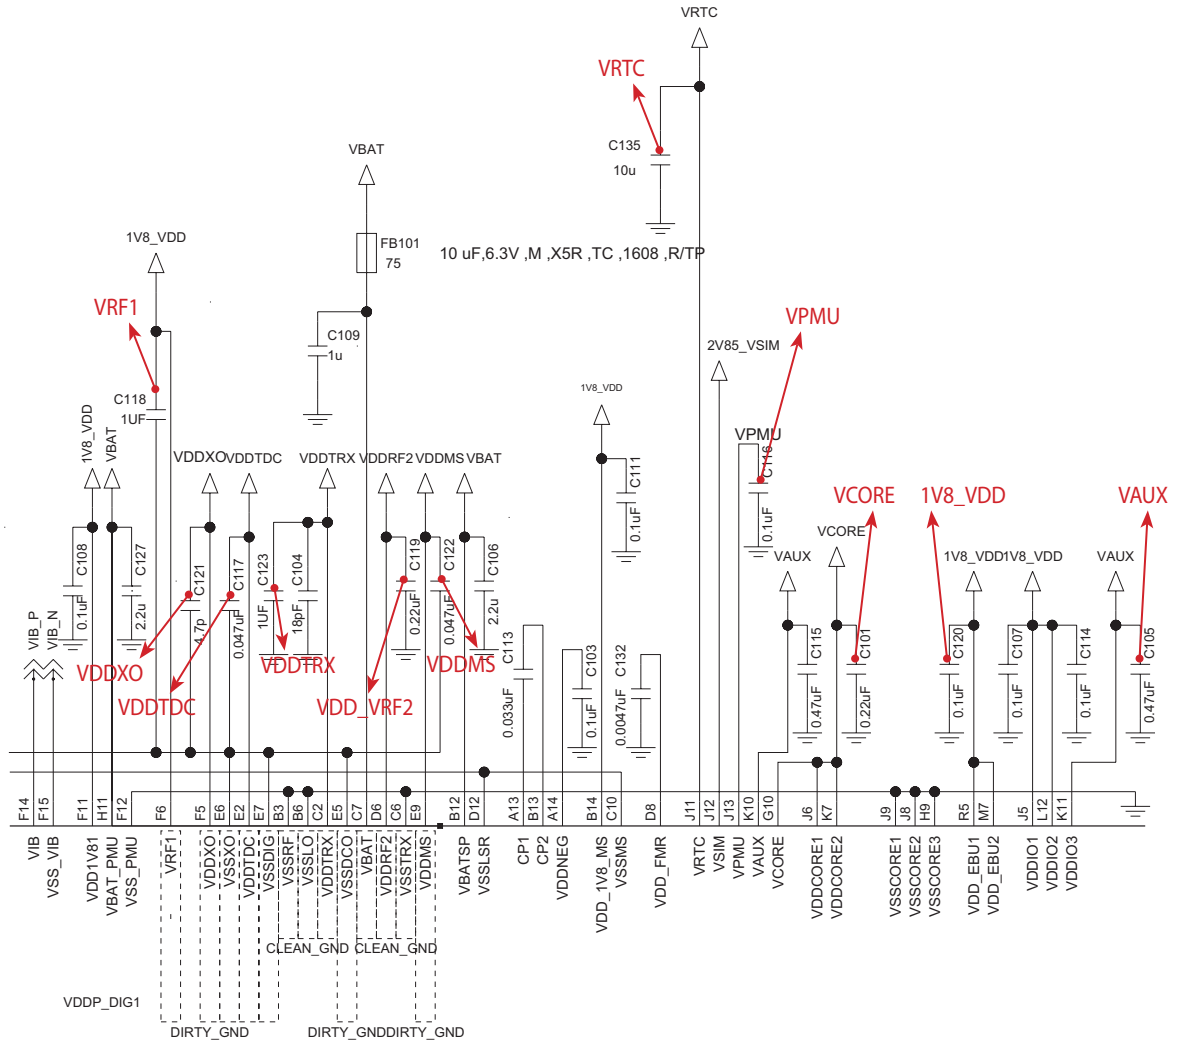 VRTC
VRTC
C135
10u
VBAT
FB101
75
10 uF,6.3V ,M ,X5R ,TC ,1608 ,R/TP
1V8_VDD
VRF1
C109
1u
VPMU
2V85_VSIM
C118
1UF
1V8_VDD
1V8_VDD
VBAT
VPMU
C116
0.1uF
VDDXO
VDDTDC
VDDTRX
VDDRF2
VDDMS
VBAT
C111
0.1uF
VCORE
1V8_VDD
VAUX
VCORE
VAUX
1V8_VDD
1V8_VDD
VAUX
C108
0.1uF
C127
2.2u
C121
4.7p
C117
0.047uF
C123
1UF
C104
18pF
C119
0.22uF
C122
0.047uF
C106
2.2u
VIB_P
VIB_N
C113
0.033uF
C103
0.1uF
C132
0.0047uF
C115
0.47uF
C101
0.22uF
C120
0.1uF
C107
0.1uF
C114
0.1uF
C105
0.47uF
VDDXO
VDDTDC
VDDTRX
VDD_VRF2
VDDMS
F14
F15
F11
H11
F12
F6
F5
E6
E2
E7
B3
B6
C2
E5
C7
D6
C6
E9
B12
D12
A13
B13
A14
B14
C10
D8
J11
J12
J13
K10
G10
J6
K7
J9
J8
H9
R5
M7
J5
L12
K11
VIB
VSS_VIB
VDD1V81
VBAT_PMU
VSS_PMU
VRF1
VDDXO
VSSXO
VDDTDC
VSSDIG
VSSRF
VSSLO
VDDTRX
VSSDCO
VBAT
VDDRF2
VSSTRX
VDDMS
VBATSP
VSSLSR
CP1
CP2
VDDNEG
VDD_1V8_MS
VSSMS
VDD_FMR
VRTC
VSIM
VPMU
VAUX
VCORE
VDDCORE1
VDDCORE2
VSSCORE1
VSSCORE2
VSSCORE3
VDD_EBU1
VDD_EBU2
VDDIO1
VDDIO2
VDDIO3
CLEAN_GND
CLEAN_GND
VDDP_DIG1
DIRTY_GND
DIRTY_GND
DIRTY_GND